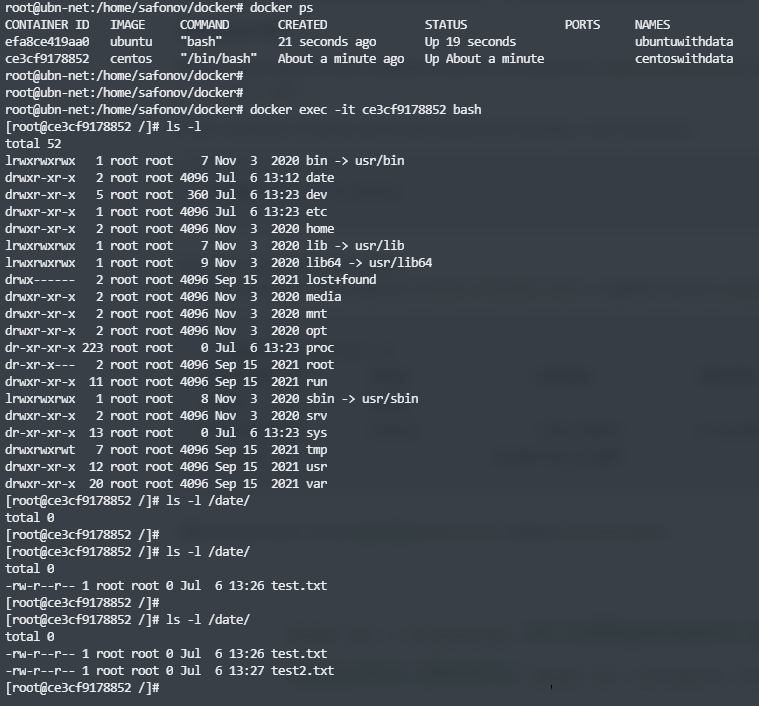 root@ubn-net:/home/safonov/docker# docker ps
CONTAINER ID   IMAGE     COMMAND       CREATED              STATUS              PORTS     NAMES
efa8ce419aa0   ubuntu    "bash"        21 seconds ago       Up 19 seconds                 ubuntuwithdata
ce3cf9178852   centos    "/bin/bash"   About a minute ago   Up About a minute             centoswithdata
root@ubn-net:/home/safonov/docker#
root@ubn-net:/home/safonov/docker#
root@ubn-net:/home/safonov/docker# docker exec -it ce3cf9178852 bash
[root@ce3cf9178852 /]# ls -l
total 52
lrwxrwxrwx   1 root root    7 Nov  3  2020 bin -> usr/bin
drwxr-xr-x   2 root root 4096 Jul  6 13:12 date
drwxr-xr-x   5 root root  360 Jul  6 13:23 dev
drwxr-xr-x   1 root root 4096 Jul  6 13:23 etc
drwxr-xr-x   2 root root 4096 Nov  3  2020 home
lrwxrwxrwx   1 root root    7 Nov  3  2020 lib -> usr/lib
lrwxrwxrwx   1 root root    9 Nov  3  2020 lib64 -> usr/lib64
drwx------   2 root root 4096 Sep 15  2021 lost+found
drwxr-xr-x   2 root root 4096 Nov  3  2020 media
drwxr-xr-x   2 root root 4096 Nov  3  2020 mnt
drwxr-xr-x   2 root root 4096 Nov  3  2020 opt
dr-xr-xr-x 223 root root    0 Jul  6 13:23 proc
dr-xr-x---   2 root root 4096 Sep 15  2021 root
drwxr-xr-x  11 root root 4096 Sep 15  2021 run
lrwxrwxrwx   1 root root    8 Nov  3  2020 sbin -> usr/sbin
drwxr-xr-x   2 root root 4096 Nov  3  2020 srv
dr-xr-xr-x  13 root root    0 Jul  6 13:23 sys
drwxrwxrwt   7 root root 4096 Sep 15  2021 tmp
drwxr-xr-x  12 root root 4096 Sep 15  2021 usr
drwxr-xr-x  20 root root 4096 Sep 15  2021 var
[root@ce3cf9178852 /]# ls -l /date/
total 0
[root@ce3cf9178852 /]#
[root@ce3cf9178852 /]# ls -l /date/
total 0
-rw-r--r-- 1 root root 0 Jul  6 13:26 test.txt
[root@ce3cf9178852 /]#
[root@ce3cf9178852 /]# ls -l /date/
total 0
-rw-r--r-- 1 root root 0 Jul  6 13:26 test.txt
-rw-r--r-- 1 root root 0 Jul  6 13:27 test2.txt
[root@ce3cf9178852 /]#